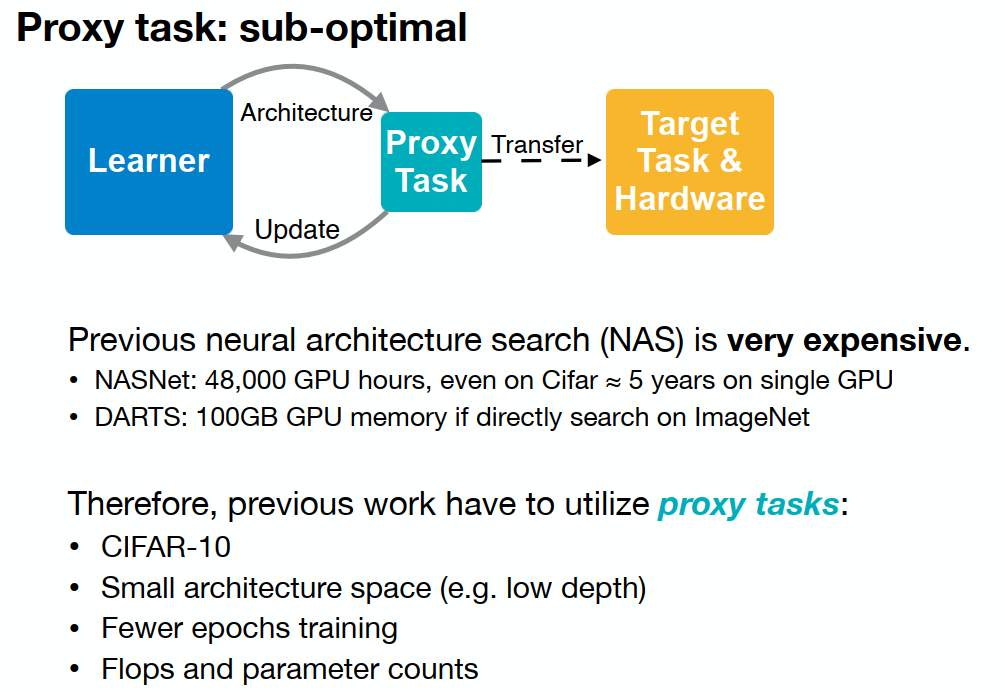 Proxy task: sub-optimal
Learner
Architecture
Update
Proxy
Task
Transfer
Target
Task &
Hardware
Previous neural architecture search (NAS) is very expensive.
• NASNet: 48,000 GPU hours, even on Cifar ≈ 5 years on single GPU
• DARTS: 100GB GPU memory if directly search on ImageNet
Therefore, previous work have to utilize proxy tasks:
• CIFAR-10
• Small architecture space (e.g. low depth)
• Fewer epochs training
• Flops and parameter counts